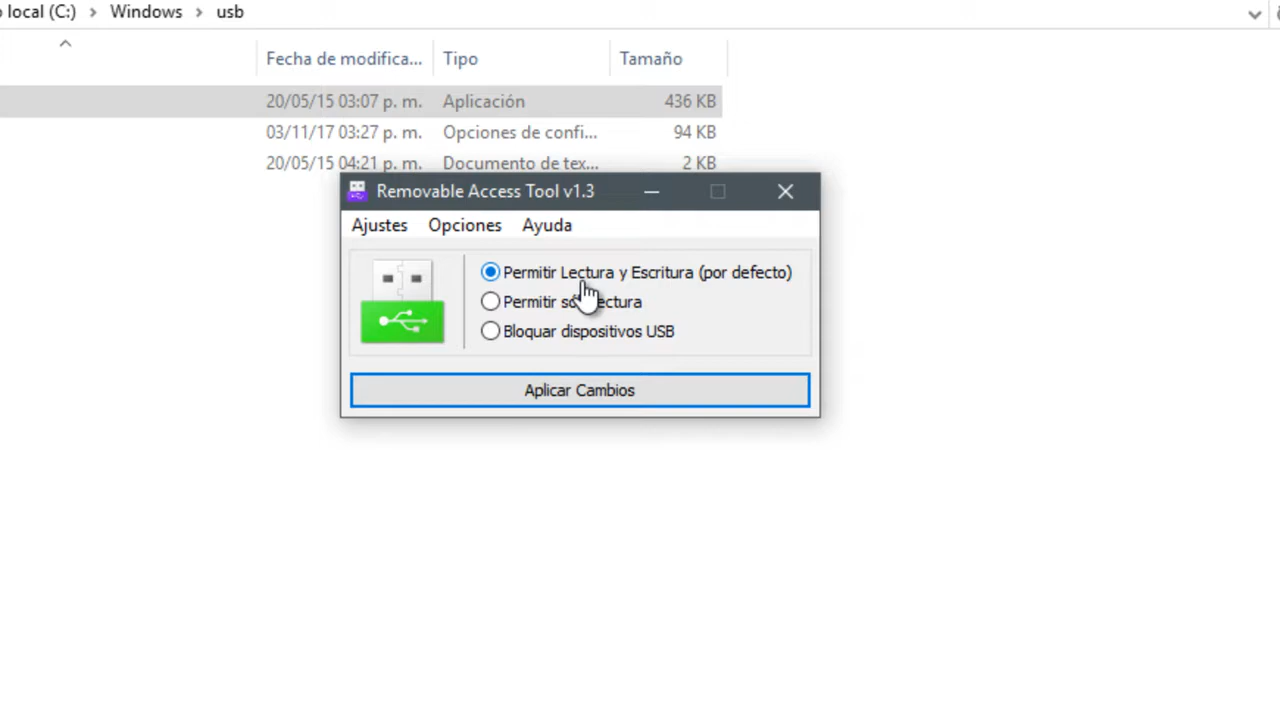 o local (C:) > Windows > usb
Fecha de modifica... Tipo Tamaño
20/05/15 03:07 p. m. Aplicación 436 KB
03/11/17 03:27 p. m. Opciones de confi... 94 KB
20/05/15 04:21 p. m. Documento de tex... 2 KB
Removable Access Tool v1.3
Ajustes Opciones Ayuda
Permitir Lectura y Escritura (por defecto)
Permitir
Bloquar dispositivos USB
Aplicar Cambios